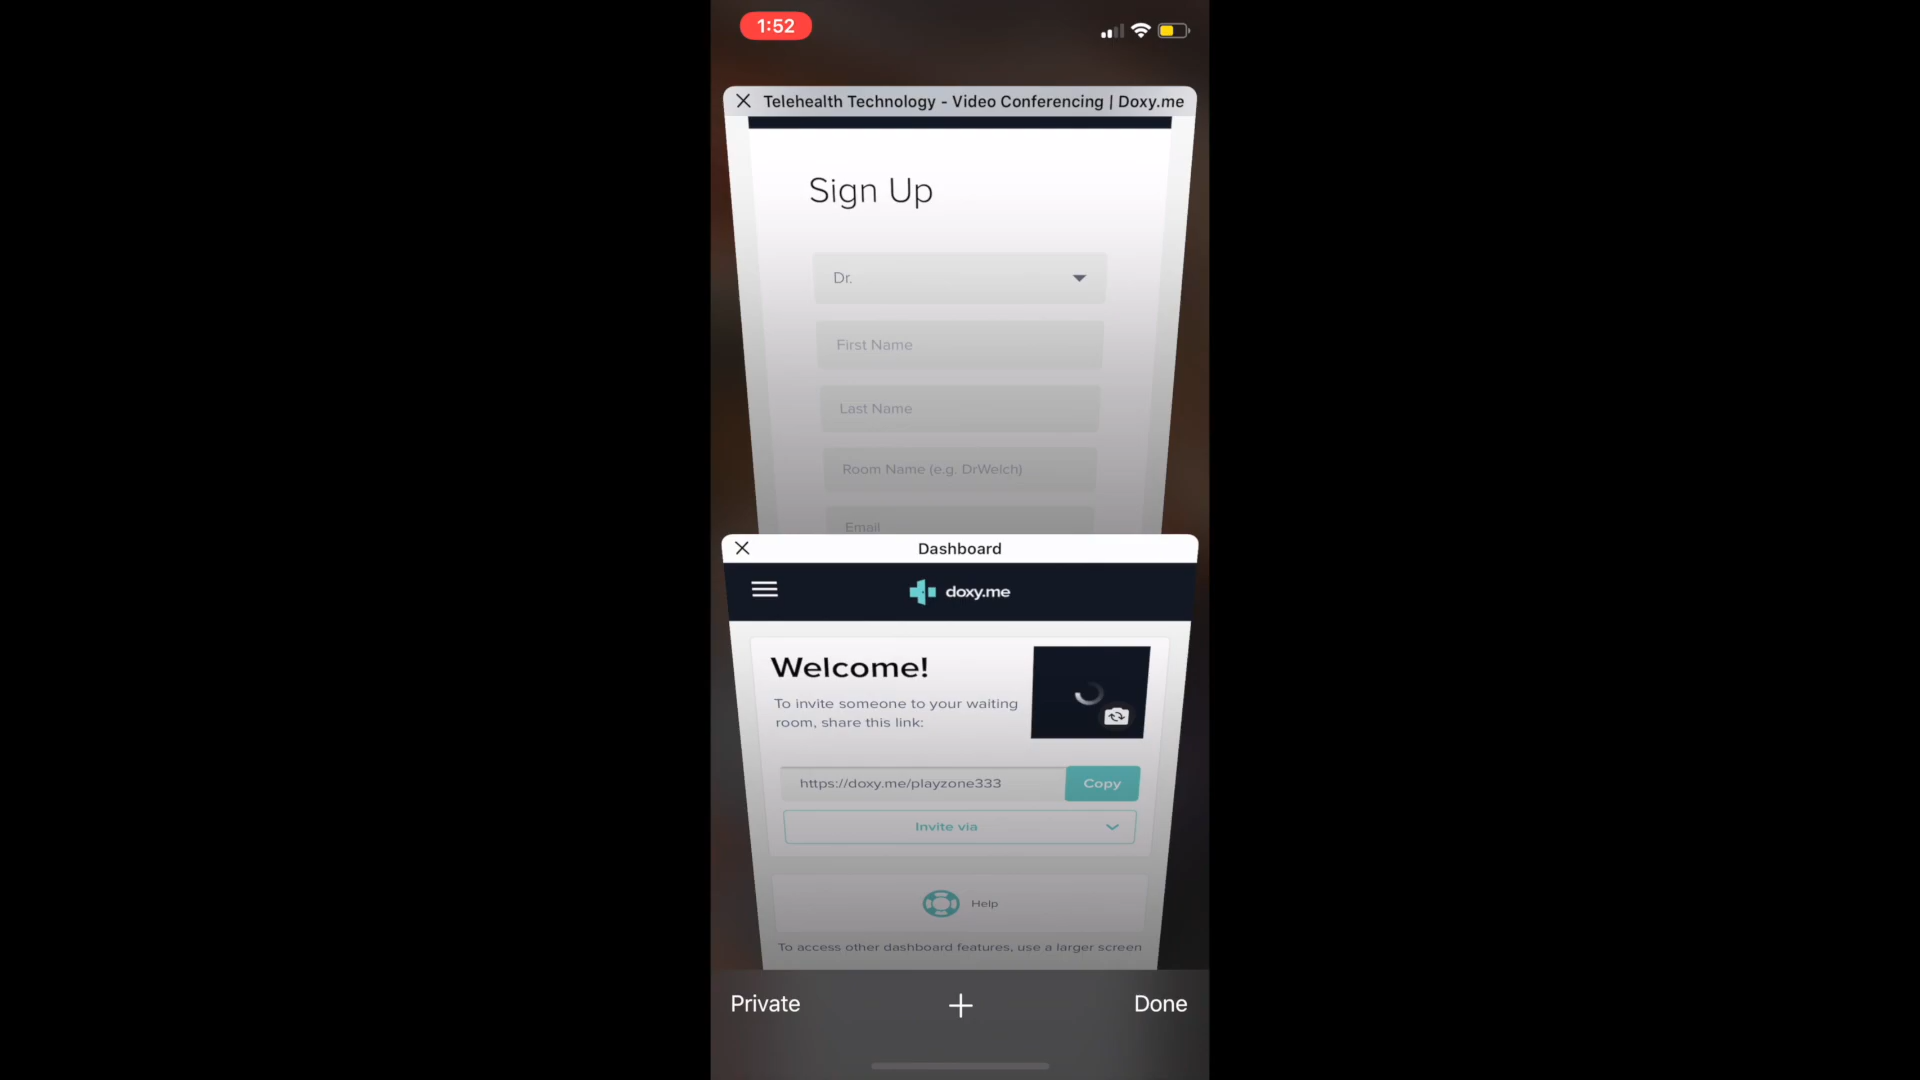 1:52
Telehealth Technology - Video Conferencing | Doxy.me
Sign Up
Dr.
First Name
Last Name
Room Name (e.g. DrWelch)
Email
Dashboard
doxy.me
Welcome!
To invite someone to your waiting
room, share this link:
https://doxy.me/playzone333
Copy
Invite via
Help
To access other dashboard features, use a larger screen
Private
Done